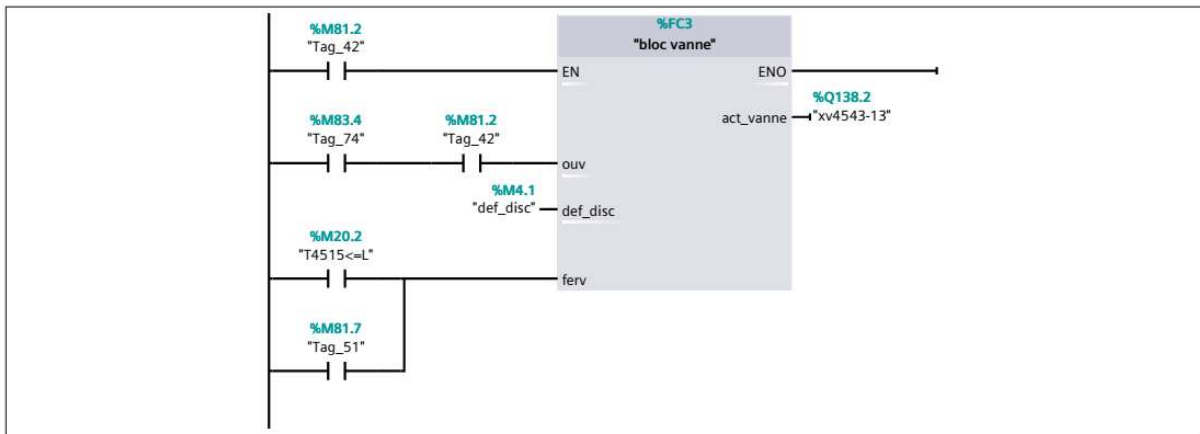 %M81.2
"Tag_42"
%FC3
"bloc vanne"
EN
ENO
%Q138.2
act_vanne
"xv4543-13"
%M83.4
"Tag_74"
%M81.2
"Tag_42"
ouv
%M4.1
"def_disc"
def_disc
%M20.2
"T4515<=L"
ferv
%M81.7
"Tag_51"